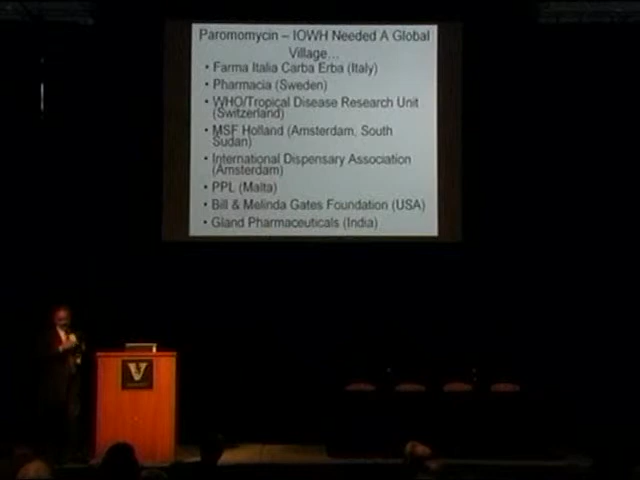 Paromomycin – IOWH Needed A Global
Village...
• Farma Italia Carba Erba (Italy)
• Pharmacia (Sweden)
• WHO/Tropical Disease Research Unit
(Switzerland)
• MSF Holland (Amsterdam, South
Sudan)
• International Dispensary Association
(Amsterdam)
• PPL (Malta)
• Bill & Melinda Gates Foundation (USA)
• Gland Pharmaceuticals (India)
V